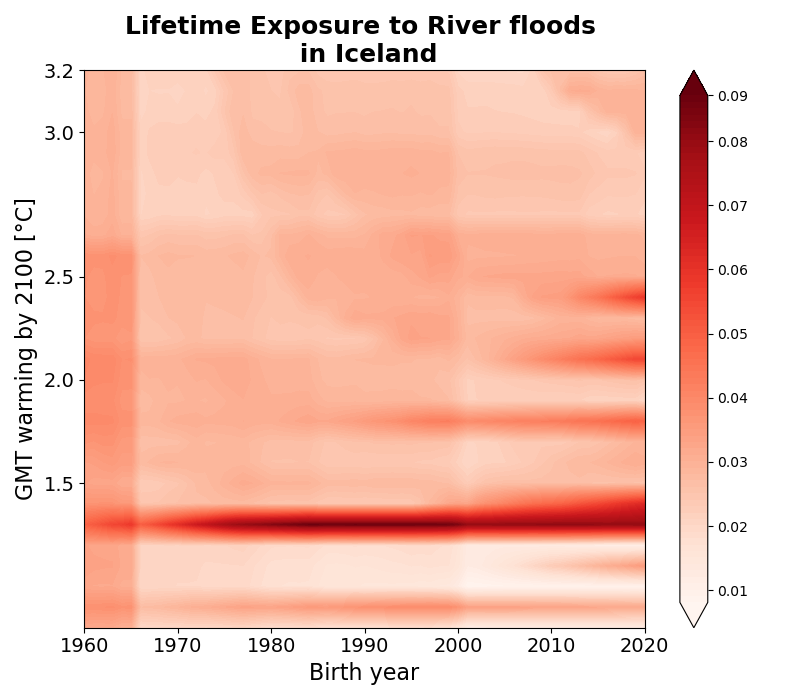 Lifetime Exposure to River floods
in Iceland
3.2
3.0
2.5
2.0
1.5
GMT warming by 2100 [°C]
1960 1970 1980 1990 2000 2010 2020
Birth year
0.09
0.08
0.07
0.06
0.05
0.04
0.03
0.02
0.01